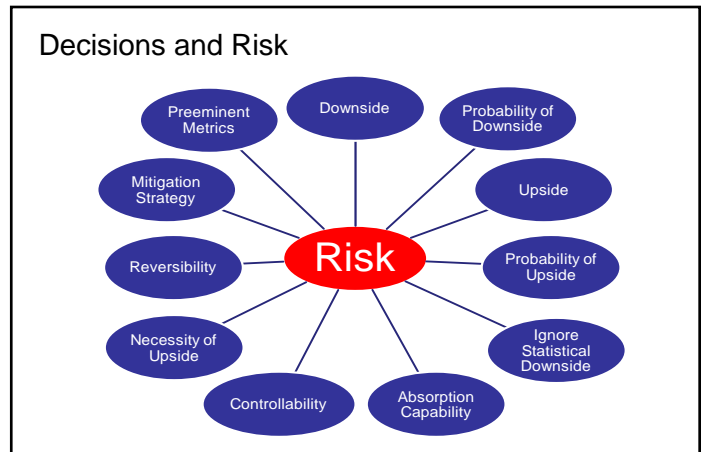 Decisions and Risk
Downside
Preeminent
Metrics
Probability of
Downside
Mitigation
Strategy
Upside
Risk
Reversibility
Probability of
Upside
Necessity of
Upside
Ignore
Statistical
Downside
Controllability
Absorption
Capability